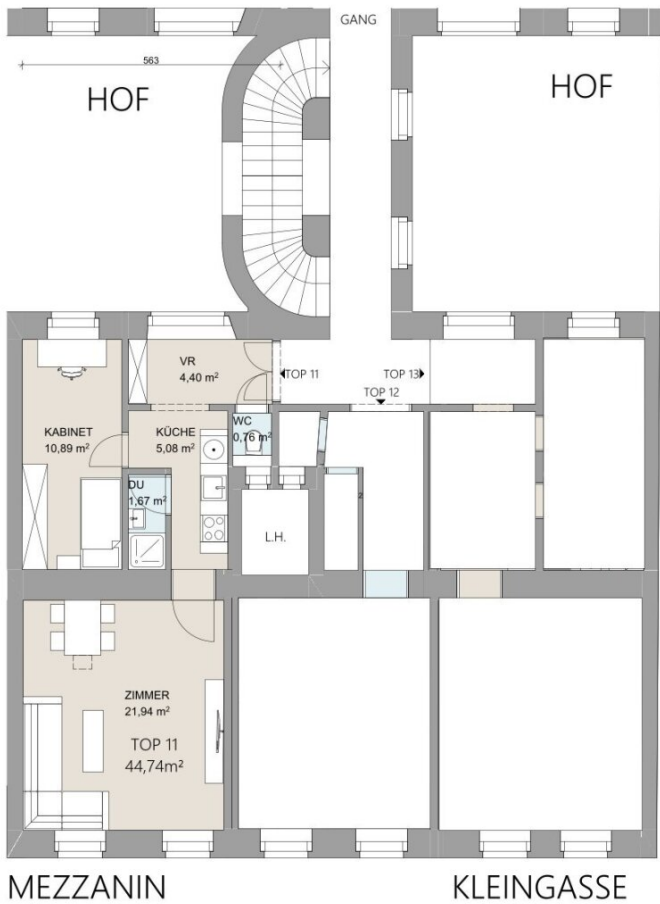 GANG
563
HOF
HOF
VR
4,40 m²
TOP 11
TOP 13
TOP 12
KABINET
10,89 m²
KÜCHE
5,08 m²
WC
0,76 m²
DU
1,67 m²
L.H.
2
ZIMMER
21,94 m²
TOP 11
44,74m²
MEZZANIN
KLEINGASSE